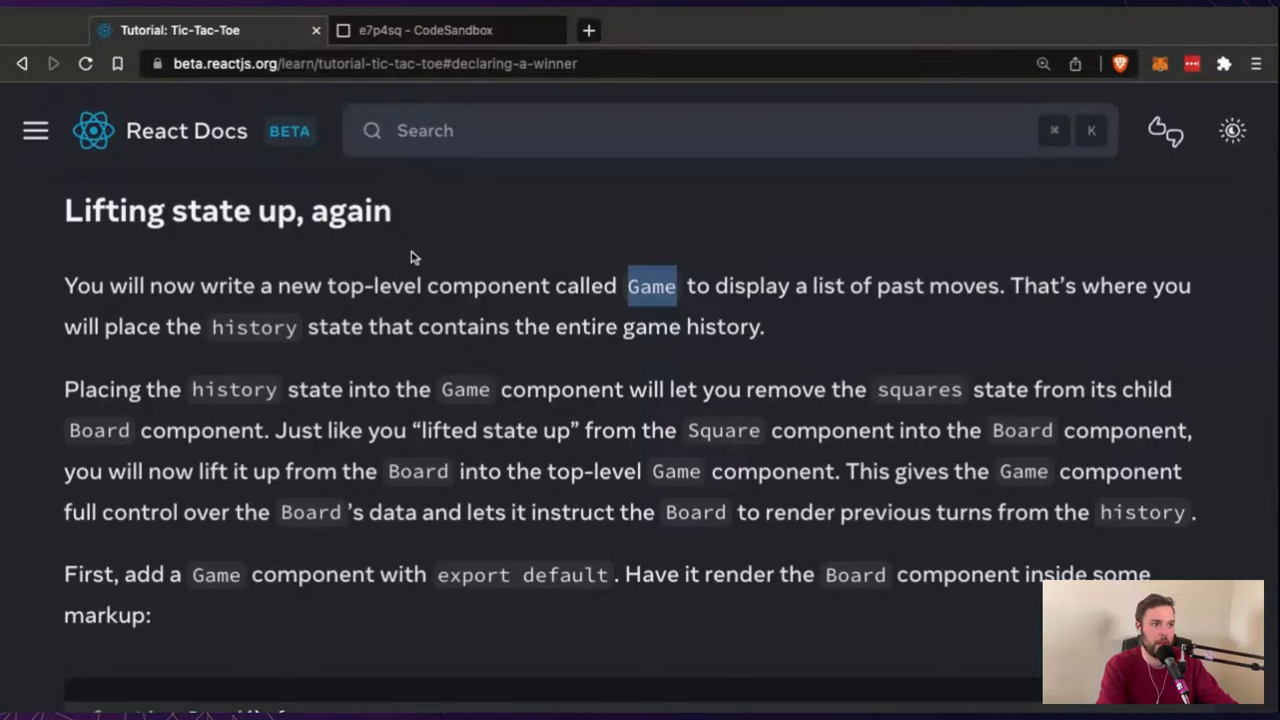 Tutorial: Tic-Tac-Toe
e7p4sq - CodeSandbox
beta.reactjs.org/learn/tutorial-tic-tac-toe#declaring-a-winner
React Docs BETA Search ⌘ K
Lifting state up, again
You will now write a new top-level component called Game to display a list of past moves. That’s where you
will place the history state that contains the entire game history.
Placing the history state into the Game component will let you remove the squares state from its child
Board component. Just like you “lifted state up” from the Square component into the Board component,
you will now lift it up from the Board into the top-level Game component. This gives the Game component
full control over the Board’s data and lets it instruct the Board to render previous turns from the history.
First, add a Game component with export default. Have it render the Board component inside some
markup: